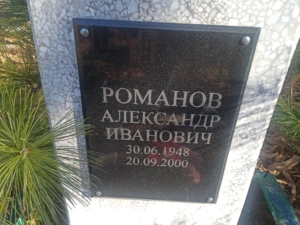 РОМАНОВ
АЛЕКСАНДР
ИВАНОВИЧ
30.06.1948
20.09.2000